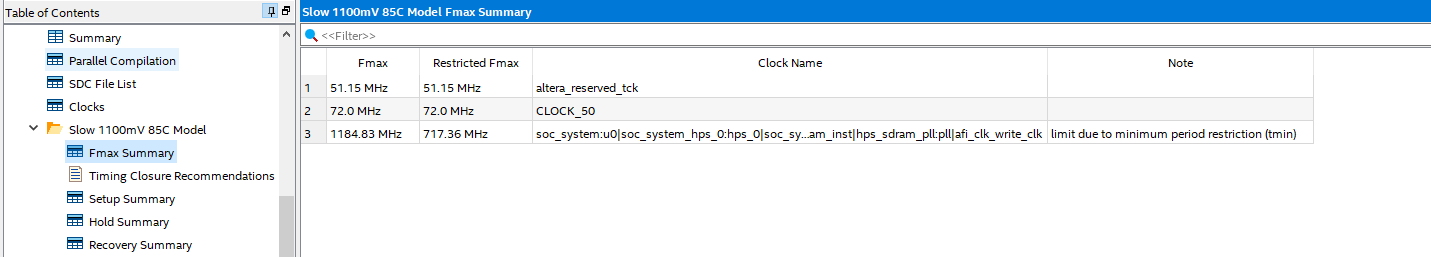 Table of Contents
Summary
Parallel Compilation
SDC File List
Clocks
Slow 1100mV 85C Model
Fmax Summary
Timing Closure Recommendations
Setup Summary
Hold Summary
Recovery Summary
Slow 1100mV 85C Model Fmax Summary
<<Filter>>
Fmax Restricted Fmax Clock Name Note
1 51.15 MHz 51.15 MHz altera_reserved_tck
2 72.0 MHz 72.0 MHz CLOCK_50
3 1184.83 MHz 717.36 MHz soc_system:u0|soc_system_hps_0:hps_0|soc_sy...am_inst|hps_sdram_pll:pll|afi_clk_write_clk limit due to minimum period restriction (tmin)